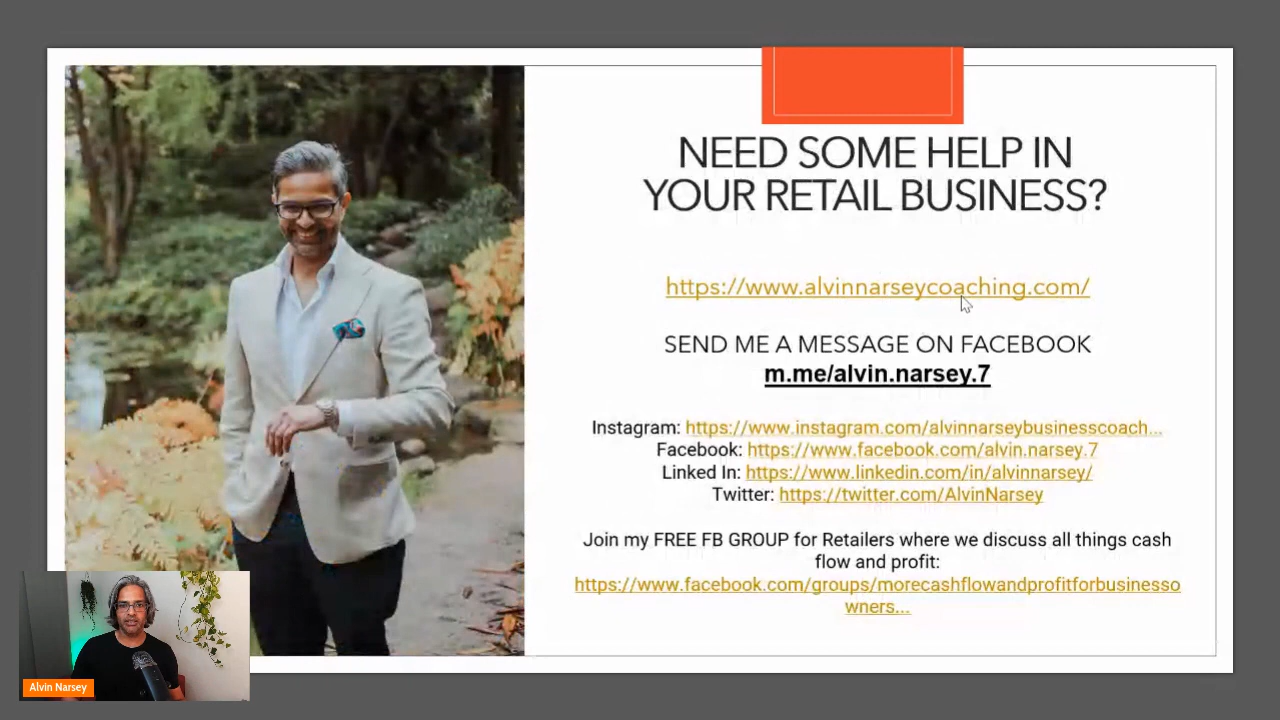 NEED SOME HELP IN
YOUR RETAIL BUSINESS?
https://www.alvinnarseycoaching.com/
SEND ME A MESSAGE ON FACEBOOK
m.me/alvin.narsey.7
Instagram: https://www.instagram.com/alvinnarseybusinesscoach...
Facebook: https://www.facebook.com/alvin.narsey.7
Linked In: https://www.linkedin.com/in/alvinnarsey/
Twitter: https://twitter.com/AlvinNarsey
Join my FREE FB GROUP for Retailers where we discuss all things cash
flow and profit:
https://www.facebook.com/groups/morecashflowandprofitforbusinesso
wners...
Alvin Narsey